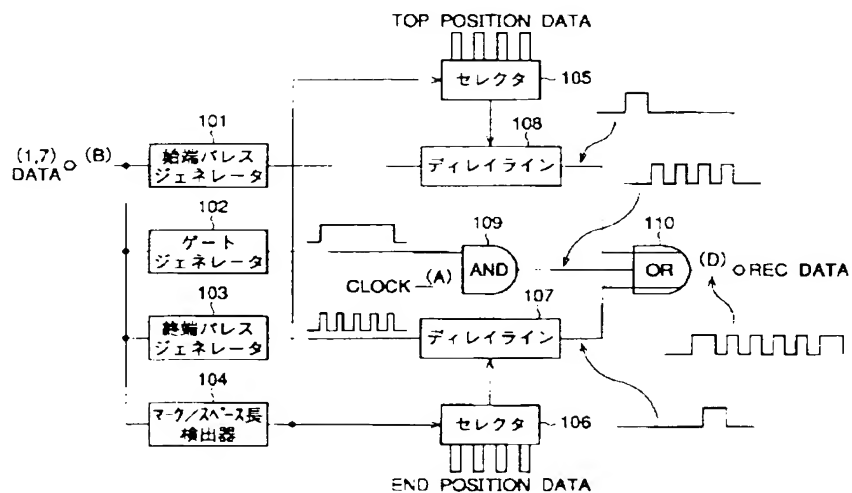 TOP POSITION DATA
セレクタ
105
101
108
(1,7)
DATA
(B)
始端パルス
ジェネレータ
ディレイライン
102
ゲート
ジェネレータ
109
AND
110
OR
(D)
REC DATA
CLOCK
(A)
103
107
終端パルス
ジェネレータ
ディレイライン
104
マーク/スペース長
検出器
セレクタ
106
END POSITION DATA